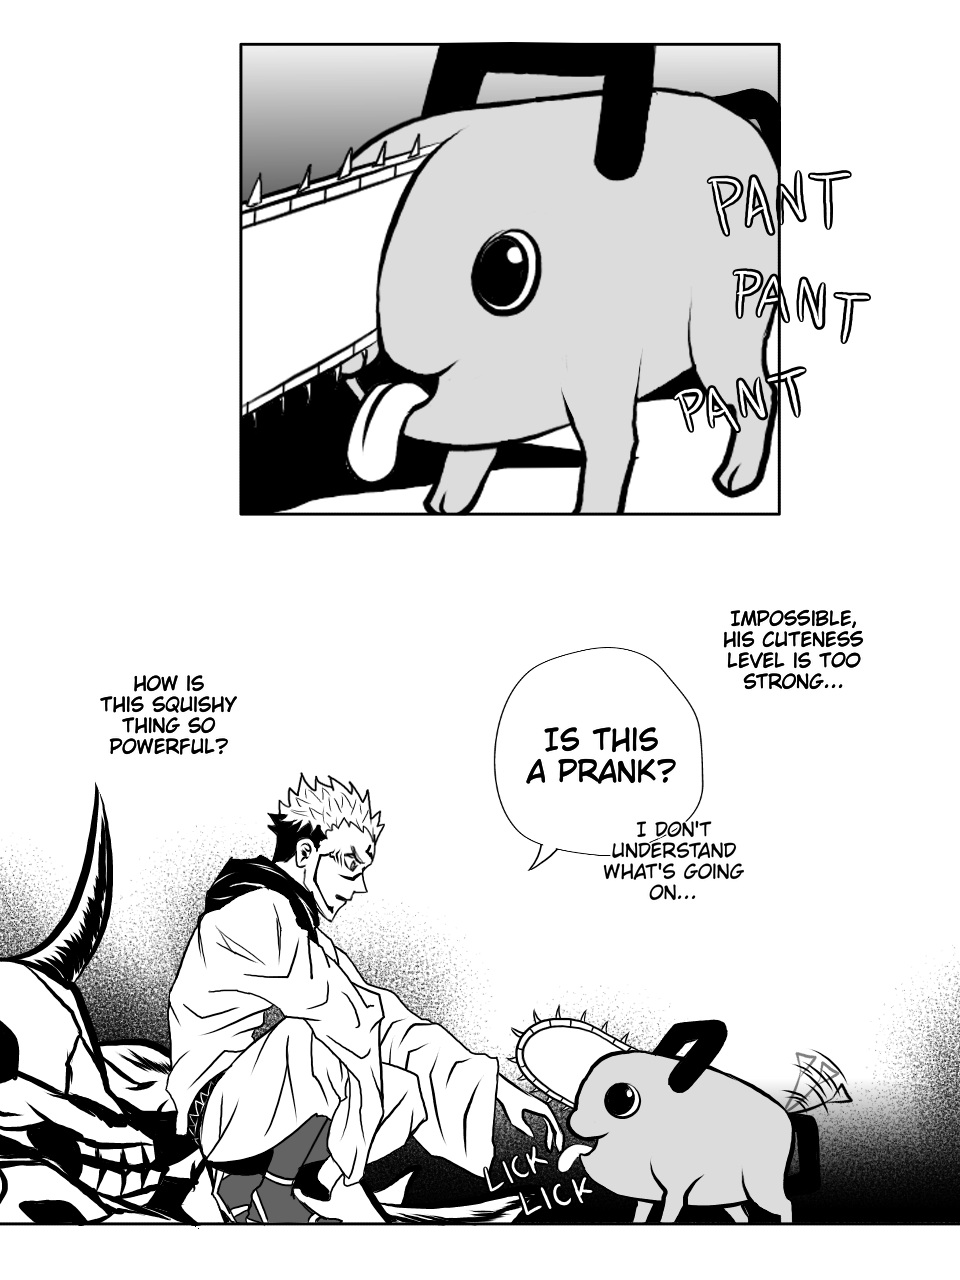 PANT
PANT
PANT
IMPOSSIBLE,
HIS CUTENESS
LEVEL IS TOO
STRONG...
HOW IS
THIS SQUISHY
THING SO
POWERFUL?
IS THIS
A PRANK?
I DON'T
UNDERSTAND
WHAT'S GOING
ON...
LICK
LICK